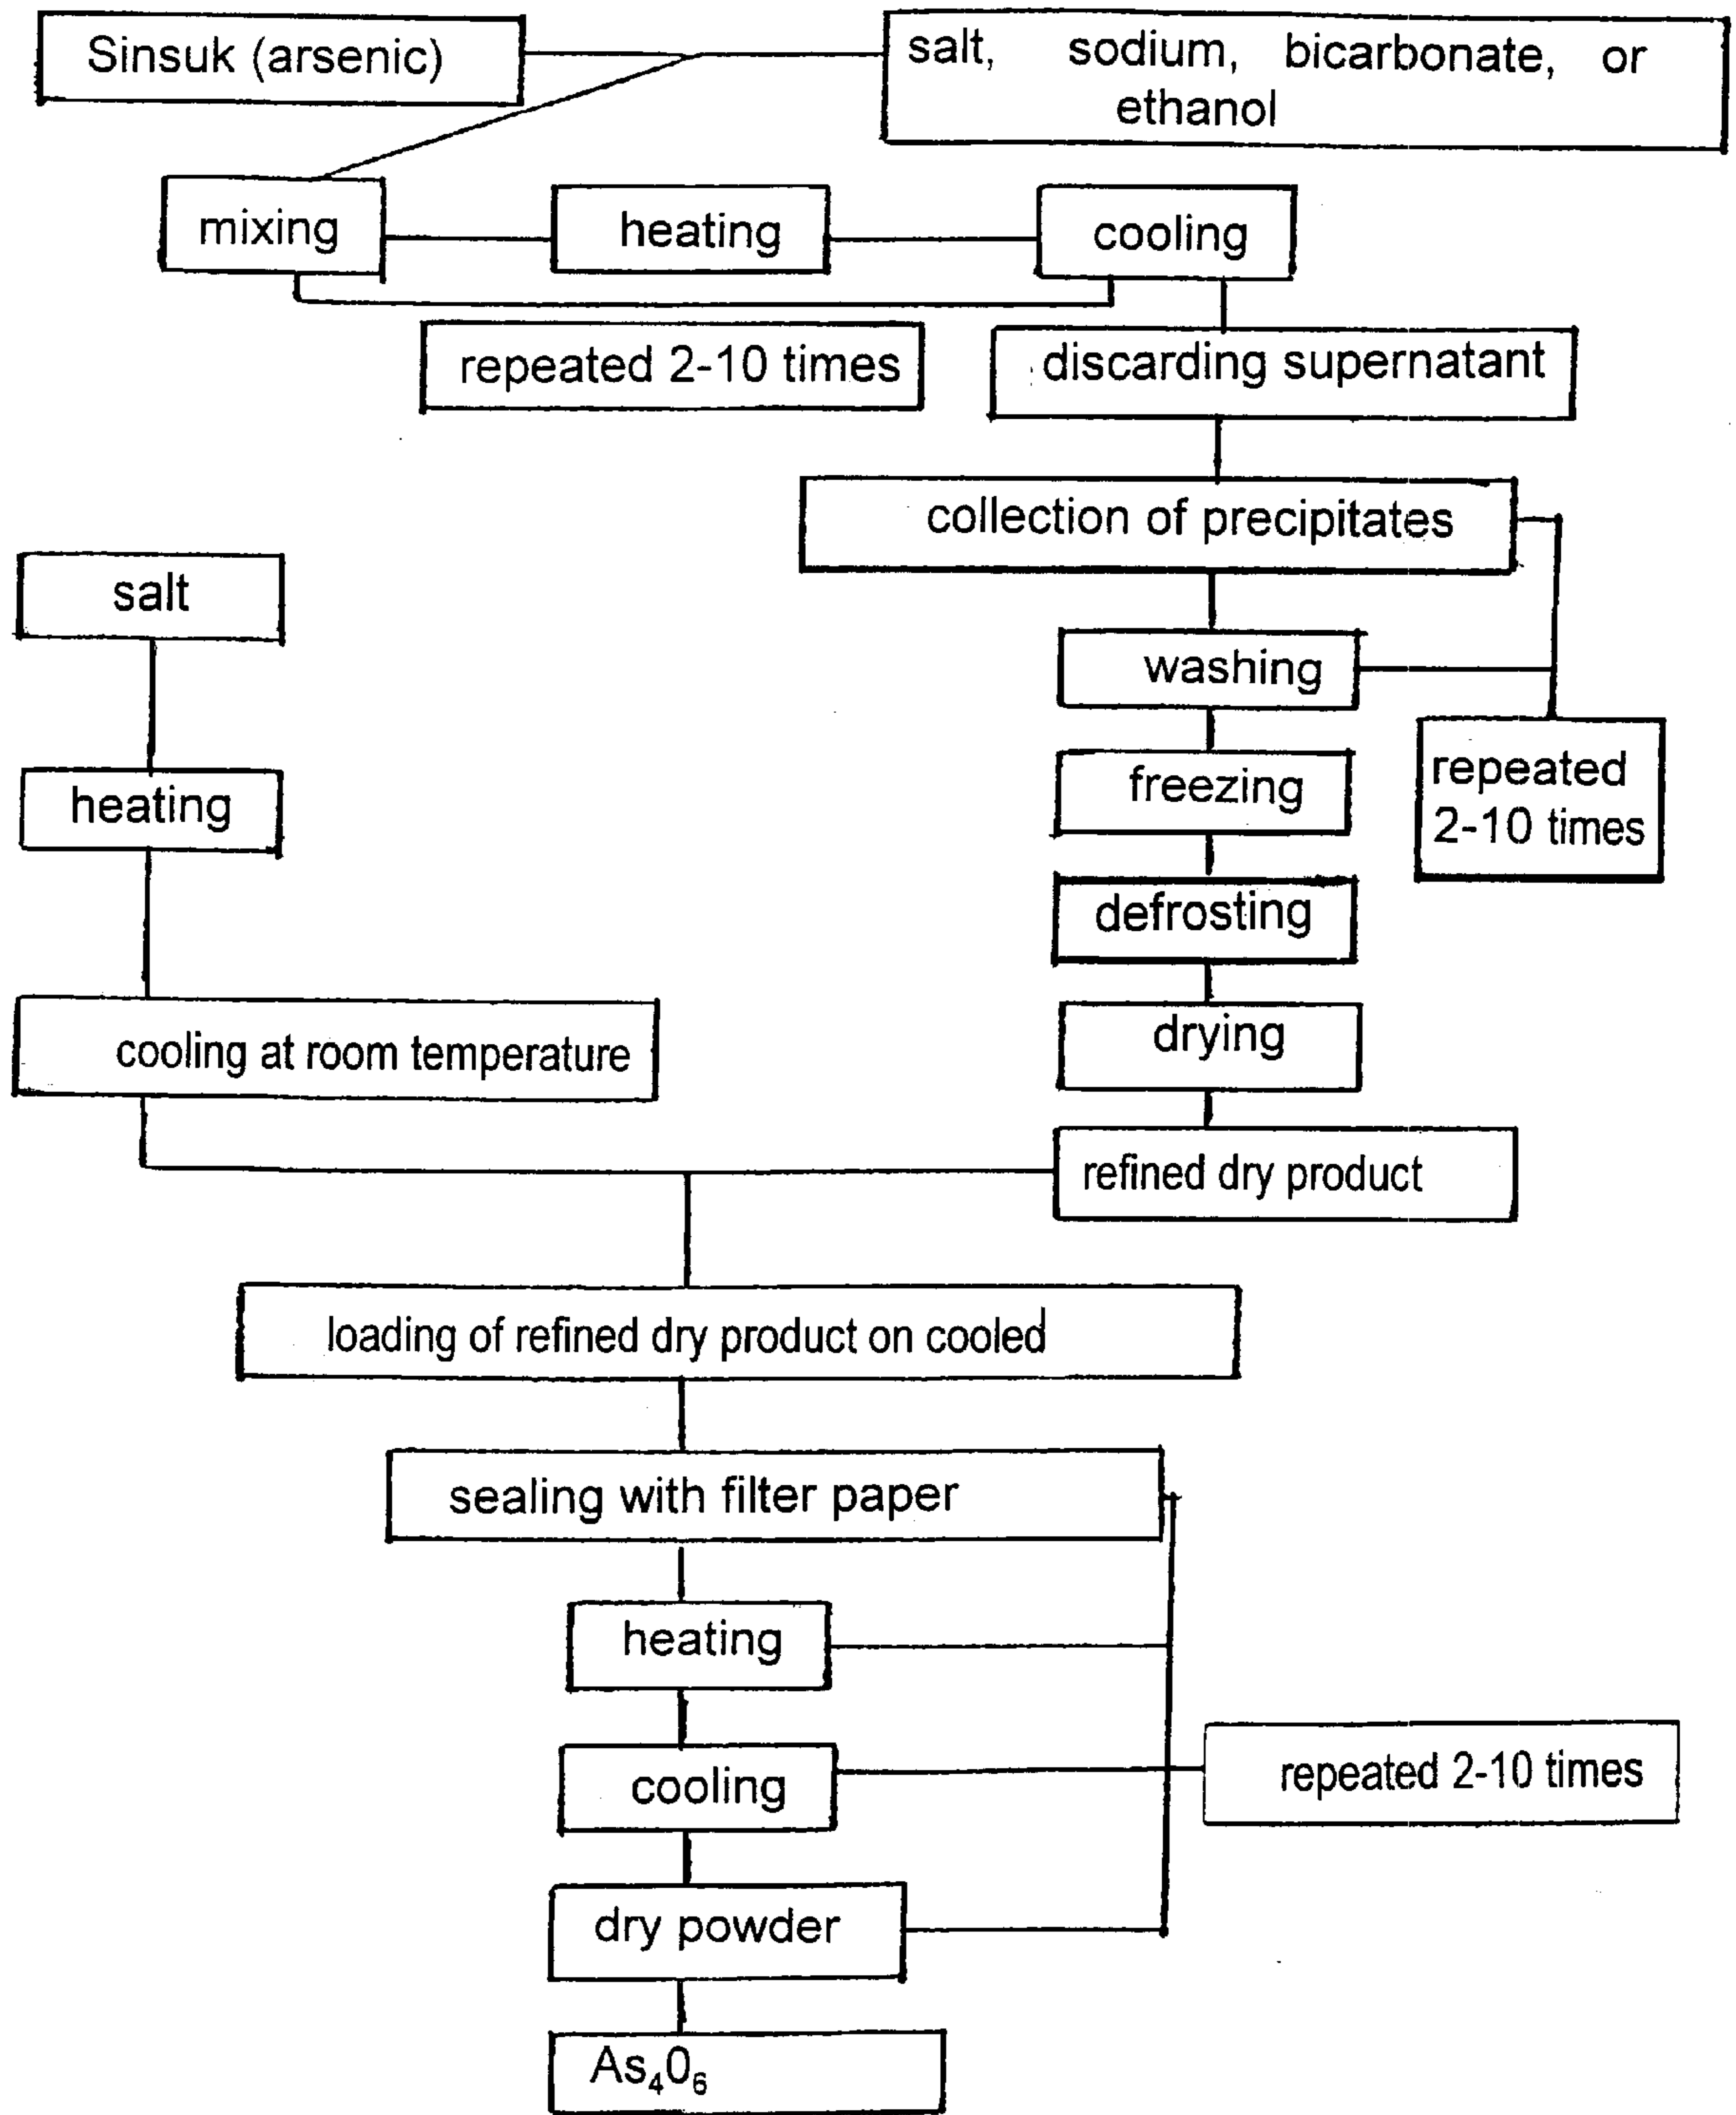 Sinsuk (arsenic)
salt, sodium, bicarbonate, or
ethanol
mixing
heating
cooling
repeated 2-10 times
discarding supernatant
collection of precipitates
salt
washing
heating
freezing
repeated
2-10 times
defrosting
cooling at room temperature
drying
refined dry product
loading of refined dry product on cooled
sealing with filter paper
heating
cooling
repeated 2-10 times
dry powder
As₄0₆